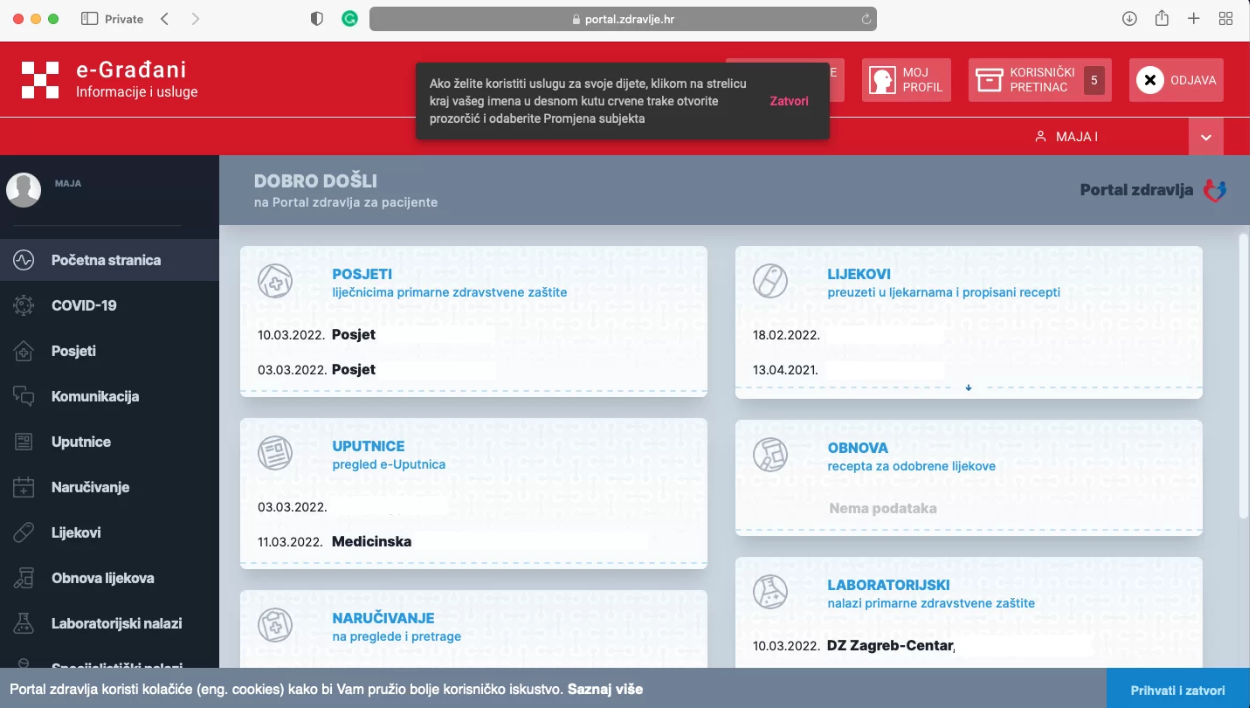 Private
portal.zdravlje.hr
e-Građani
Informacije i usluge
Ako želite koristiti uslugu za svoje dijete, klikom na strelicu
kraj vašeg imena u desnom kutu crvene trake otvorite
prozorčić i odaberite Promjena subjekta
Zatvori
MOJ
PROFIL
KORISNIČKI
PRETINAC
5
ODJAVA
MAJA I
MAJA
DOBRO DOŠLI
na Portal zdravlja za pacijente
Portal zdravlja
Početna stranica
COVID-19
Posjeti
Komunikacija
Uputnice
Naručivanje
Lijekovi
Obnova lijekova
Laboratorijski nalazi
Specijalistički nalazi
POSJETI
liječnicima primarne zdravstvene zaštite
10.03.2022. Posjet
03.03.2022. Posjet
LIJEKOVI
preuzeti u ljekarnama i propisani recepti
18.02.2022.
13.04.2021.
UPUTNICE
pregled e-Uputnica
03.03.2022.
11.03.2022. Medicinska
OBNOVA
recepta za odobrene lijekove
Nema podataka
NARUČIVANJE
na preglede i pretrage
LABORATORIJSKI
nalazi primarne zdravstvene zaštite
10.03.2022. DZ Zagreb-Centar,
Portal zdravlja koristi kolačiće (eng. cookies) kako bi Vam pružio bolje korisničko iskustvo. Saznaj više
Prihvati i zatvori